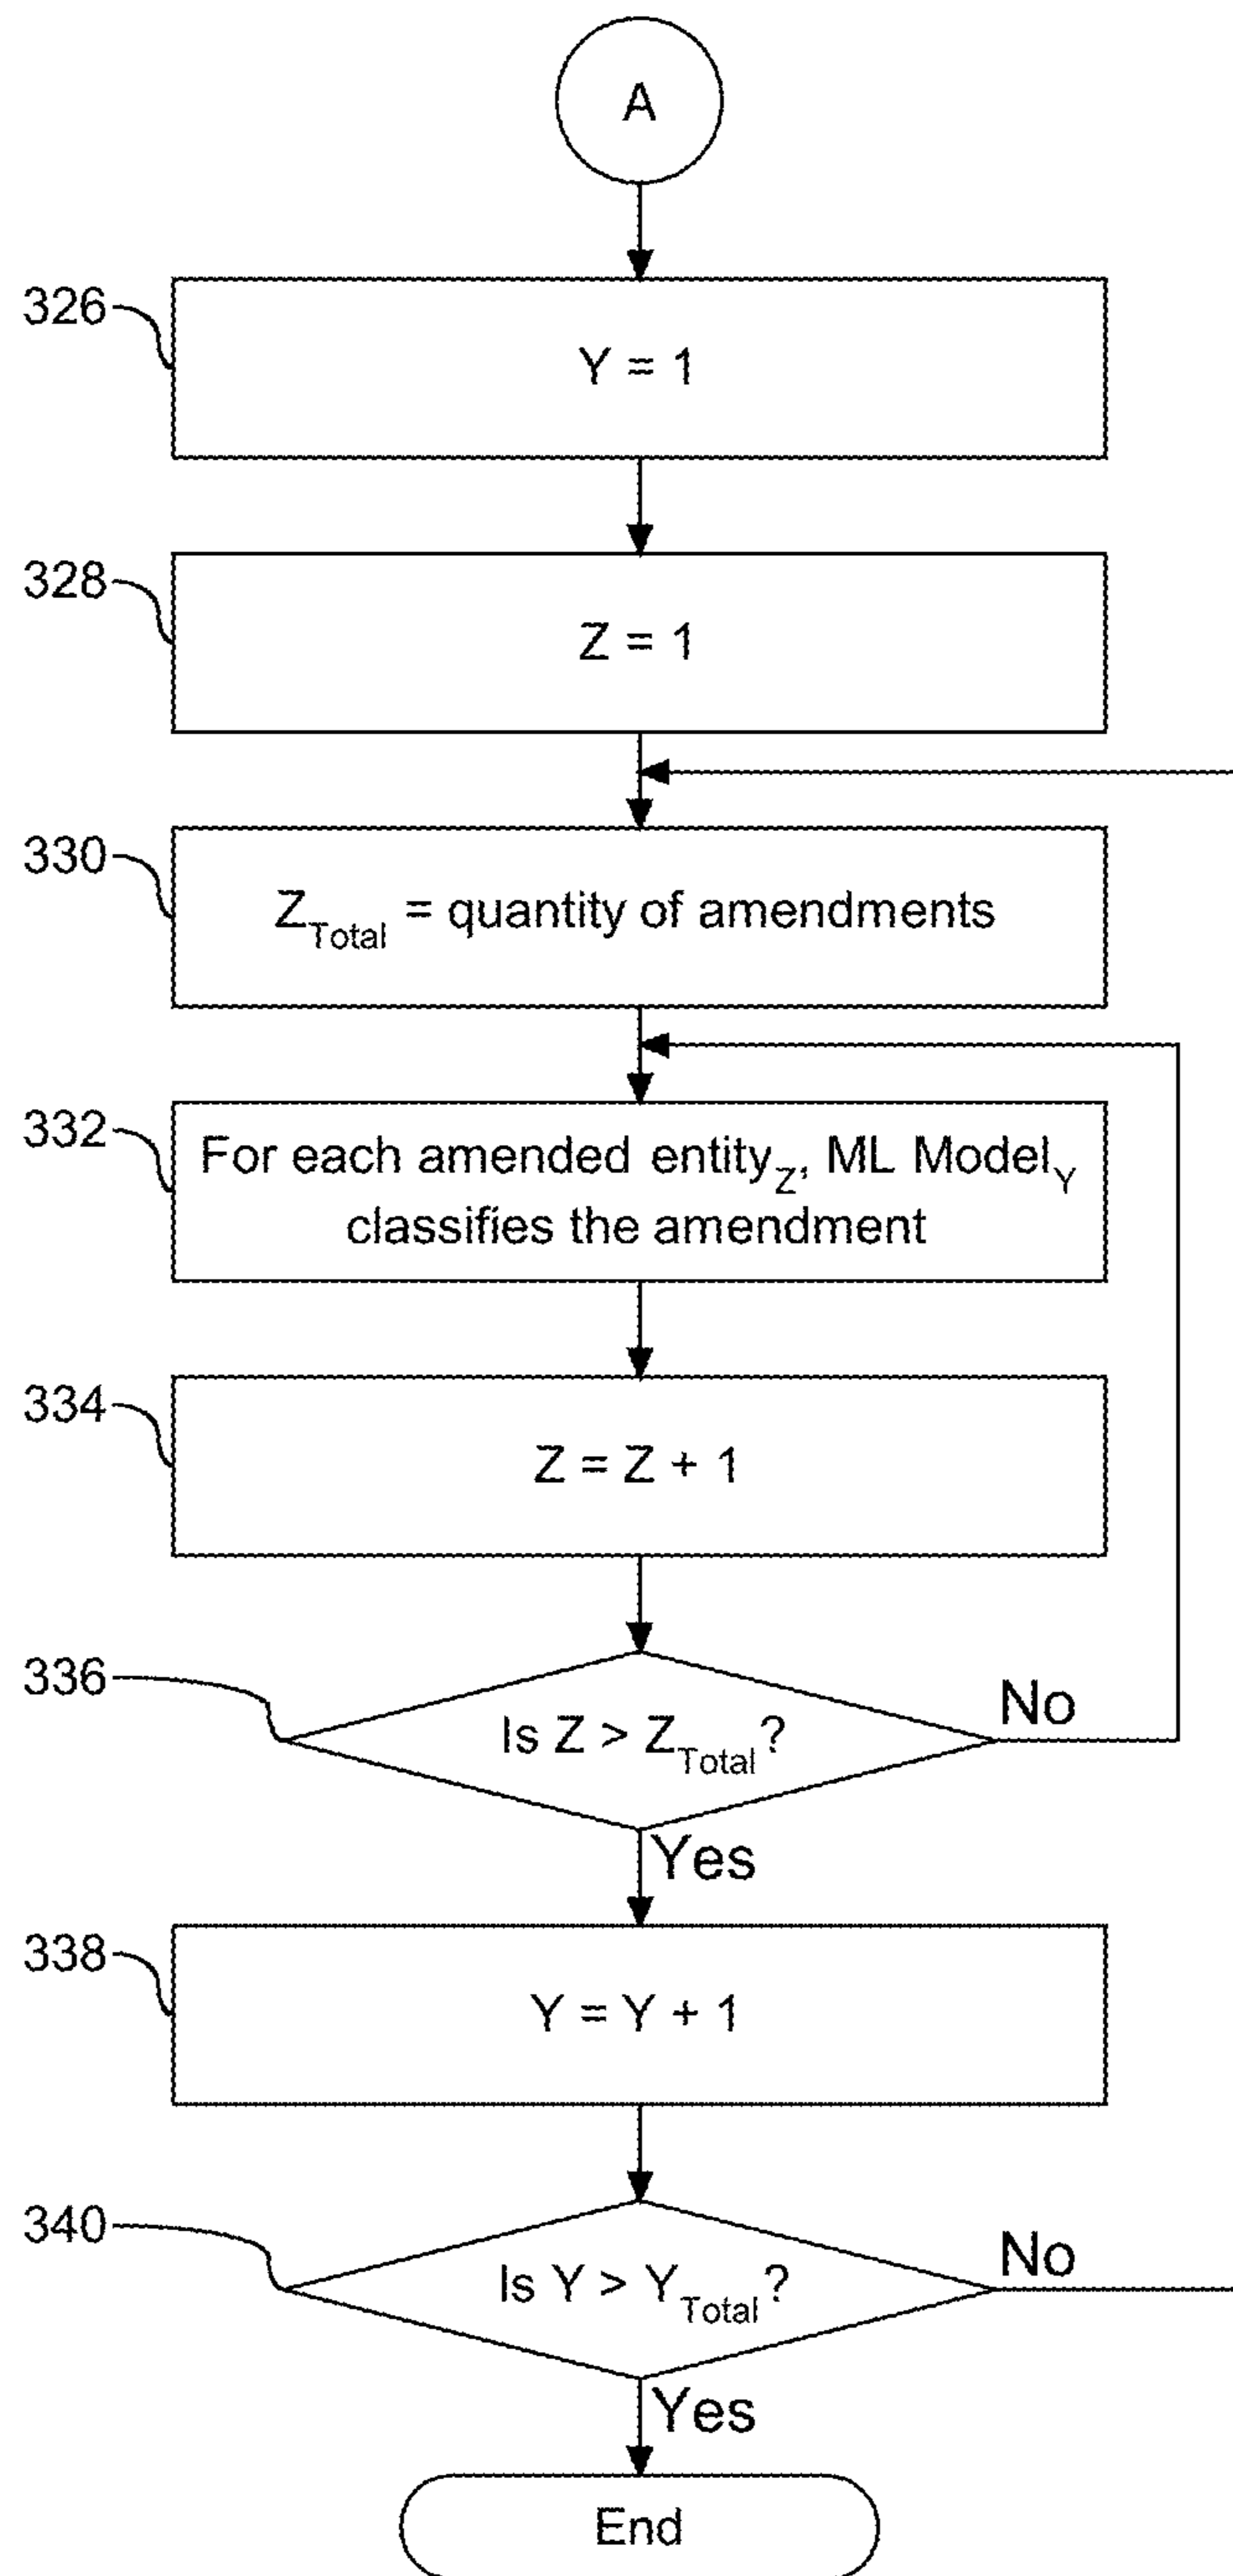 A
326
Y = 1
328
Z = 1
330
Z_Total = quantity of amendments
332
For each amended entity_Z, ML Model_Y
classifies the amendment
334
Z = Z + 1
336
Is Z > Z_Total?
No
Yes
338
Y = Y + 1
340
Is Y > Y_Total?
No
Yes
End